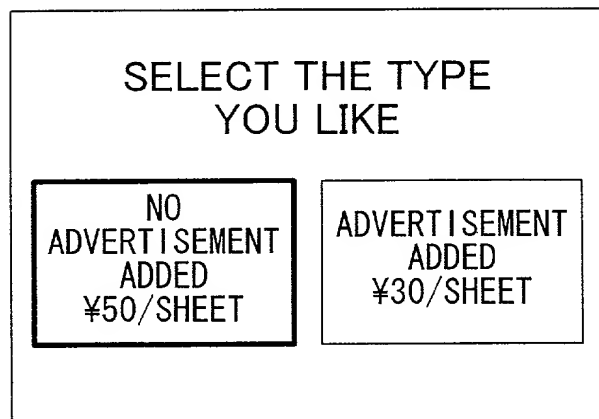 SELECT THE TYPE
YOU LIKE
NO
ADVERTISEMENT
ADDED
¥50/SHEET
ADVERTISEMENT
ADDED
¥30/SHEET